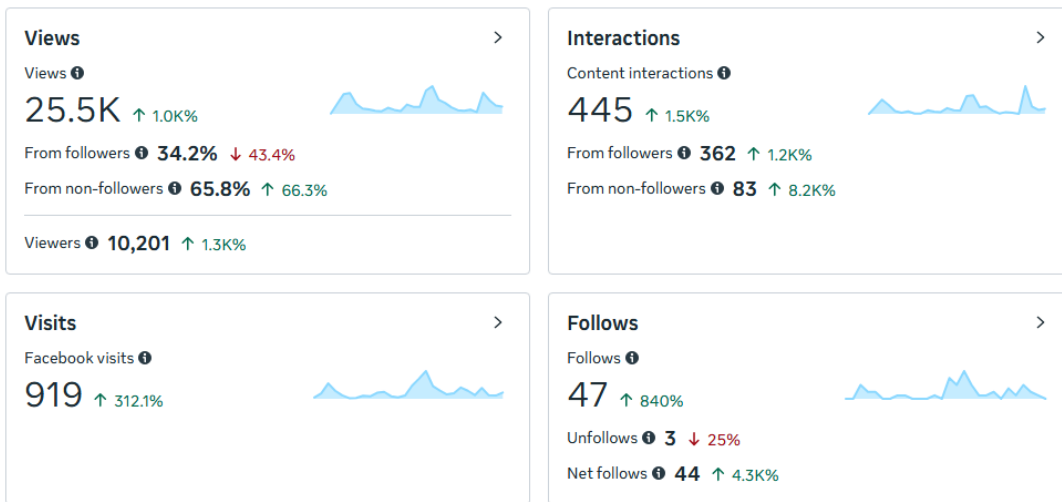 Views
Views
25.5K ↑ 1.0K%
From followers 34.2% ↓ 43.4%
From non-followers 65.8% ↑ 66.3%
Viewers 10,201 ↑ 1.3K%
Interactions
Content interactions
445 ↑ 1.5K%
From followers 362 ↑ 1.2K%
From non-followers 83 ↑ 8.2K%
Visits
Facebook visits
919 ↑ 312.1%
Follows
Follows
47 ↑ 840%
Unfollows 3 ↓ 25%
Net follows 44 ↑ 4.3K%